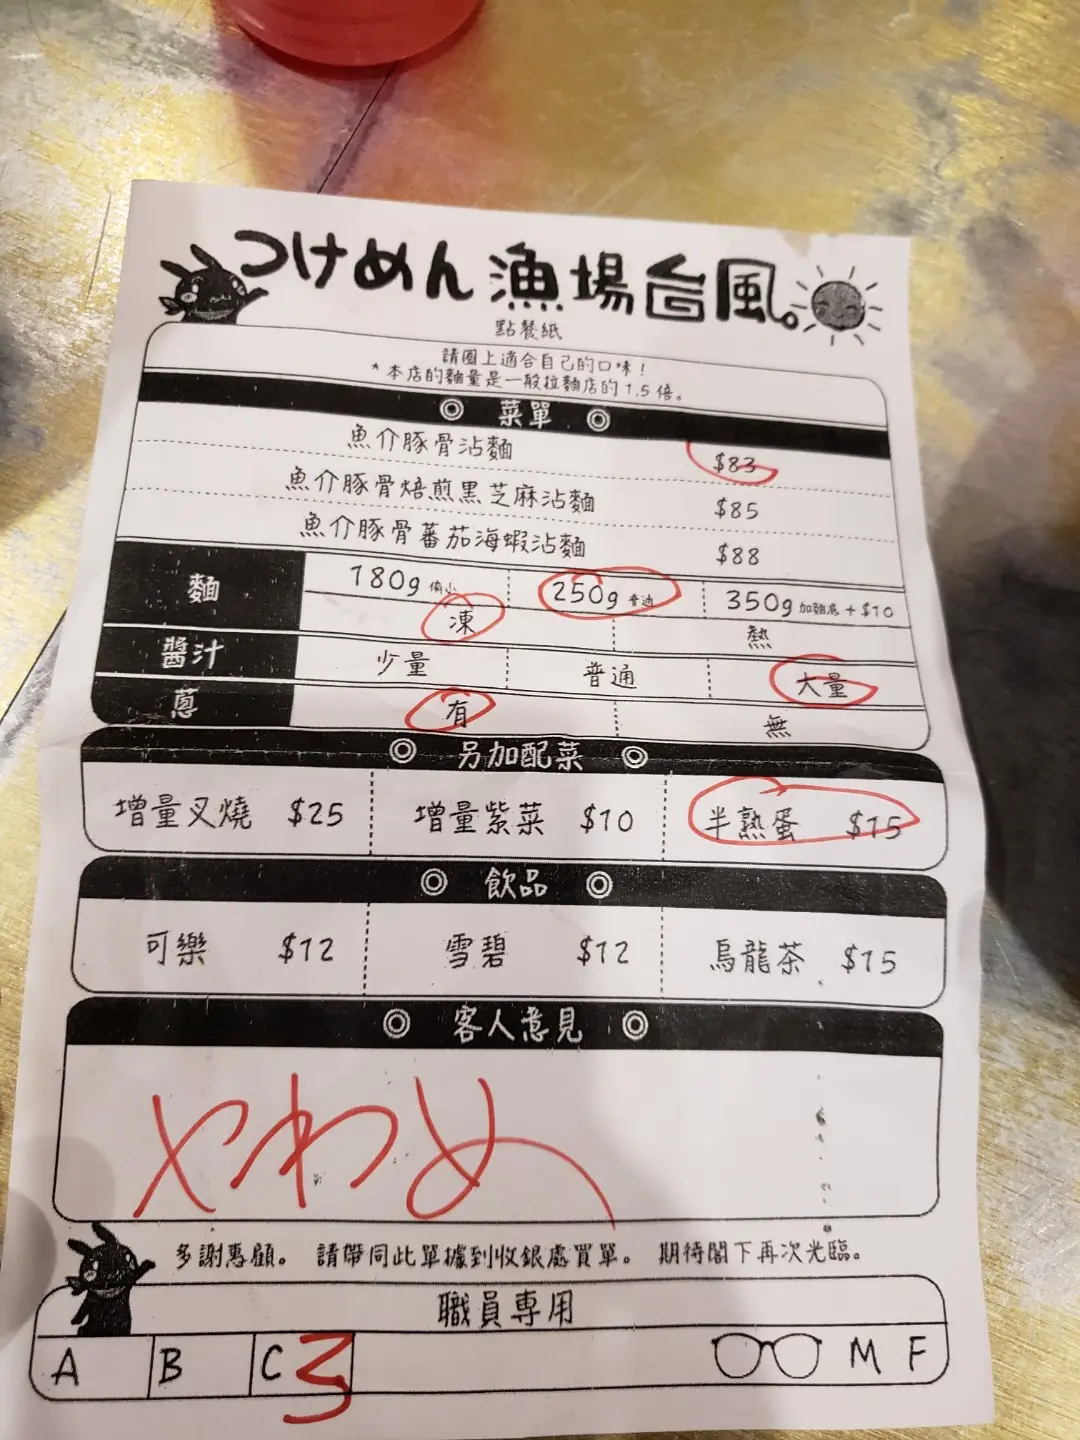 つけめん 漁場台風。
點餐紙
請圈上適合自己的口味！
*本店的麵量是一般拉麵店的1.5倍。
◎ 菜單 ◎
魚介豚骨沾麵 $83
魚介豚骨焙煎黑芝麻沾麵 $85
魚介豚骨蕃茄海蝦沾麵 $88
麵 180g 偏小 250g 普通 350g 加麵底+$10
凍 熱
醬汁 少量 普通 大量
蔥 有 無
◎ 另加配菜 ◎
增量叉燒 $25 增量紫菜 $10 半熟蛋 $15
◎ 飲品 ◎
可樂 $12 雪碧 $12 烏龍茶 $15
◎ 客人意見 ◎
やわめ
多謝惠顧。 請帶同此單據到收銀處買單。 期待閣下再次光臨。
職員專用
A B C 3 M F